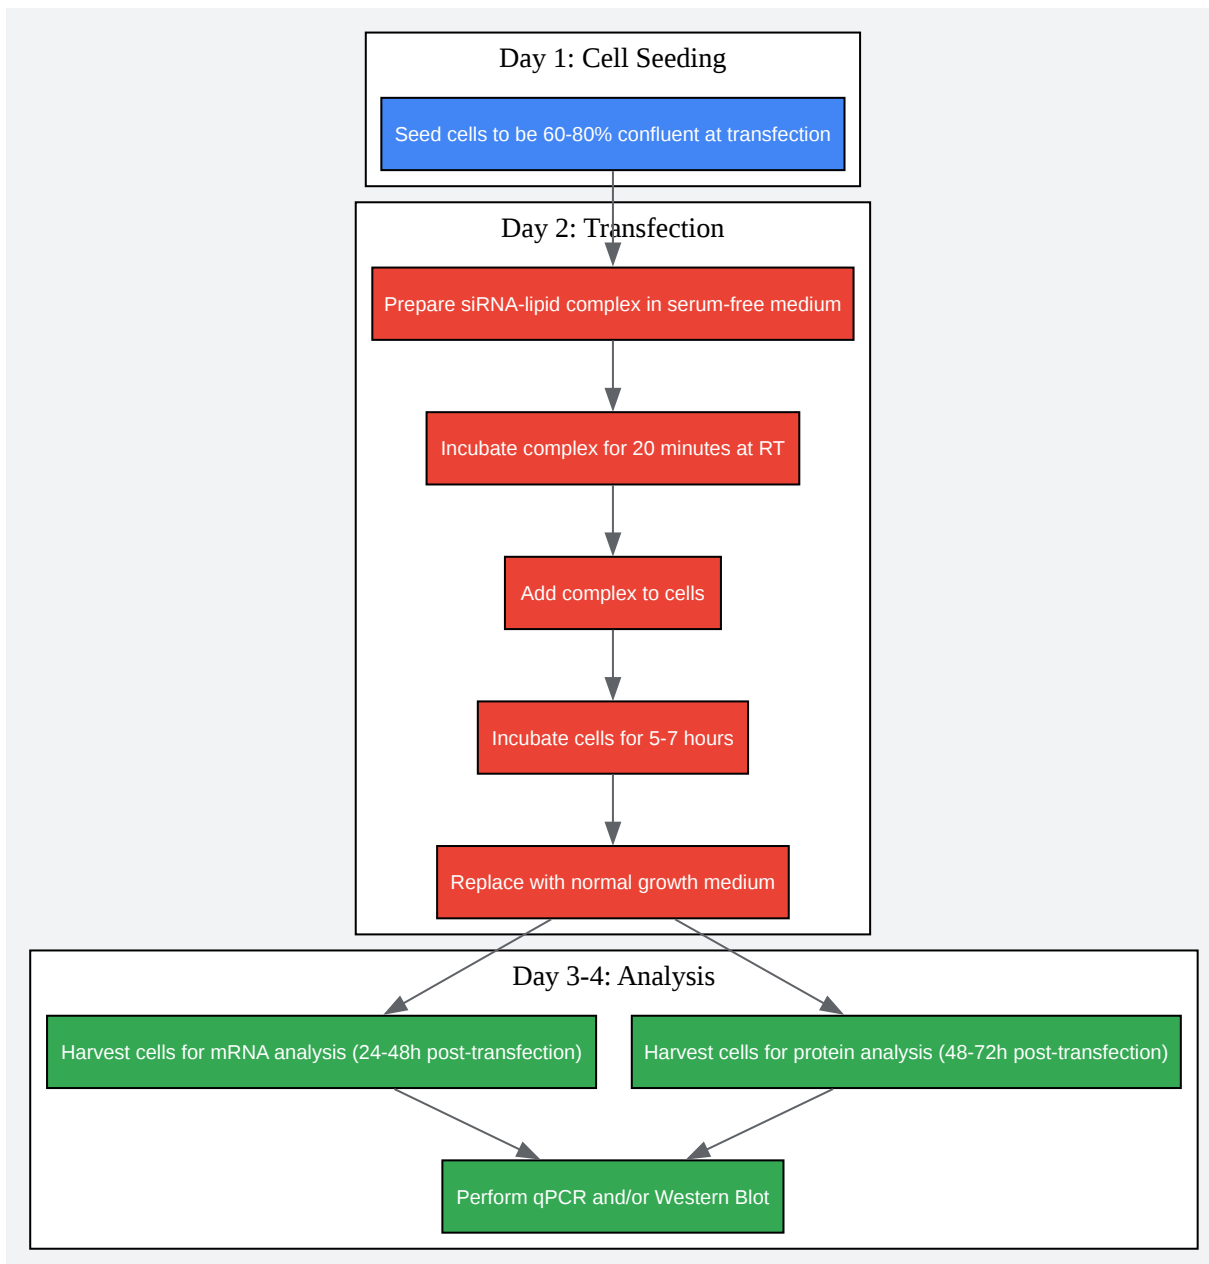 Day 1: Cell Seeding
Seed cells to be 60-80% confluent at transfection
Day 2: Transfection
Prepare siRNA-lipid complex in serum-free medium
Incubate complex for 20 minutes at RT
Add complex to cells
Incubate cells for 5-7 hours
Replace with normal growth medium
Day 3-4: Analysis
Harvest cells for mRNA analysis (24-48h post-transfection)
Harvest cells for protein analysis (48-72h post-transfection)
Perform qPCR and/or Western Blot